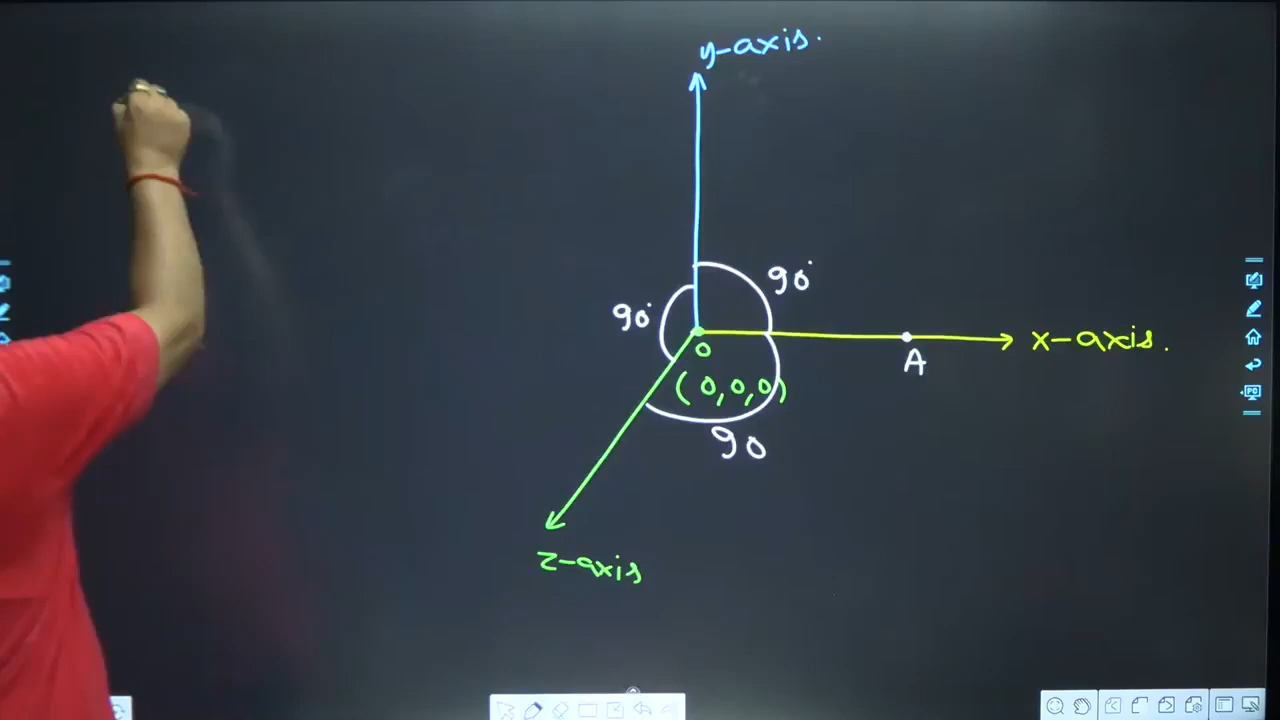 y-axis.
90°
90°
x-axis.
A
O
(0,0,0)
90
z-axis